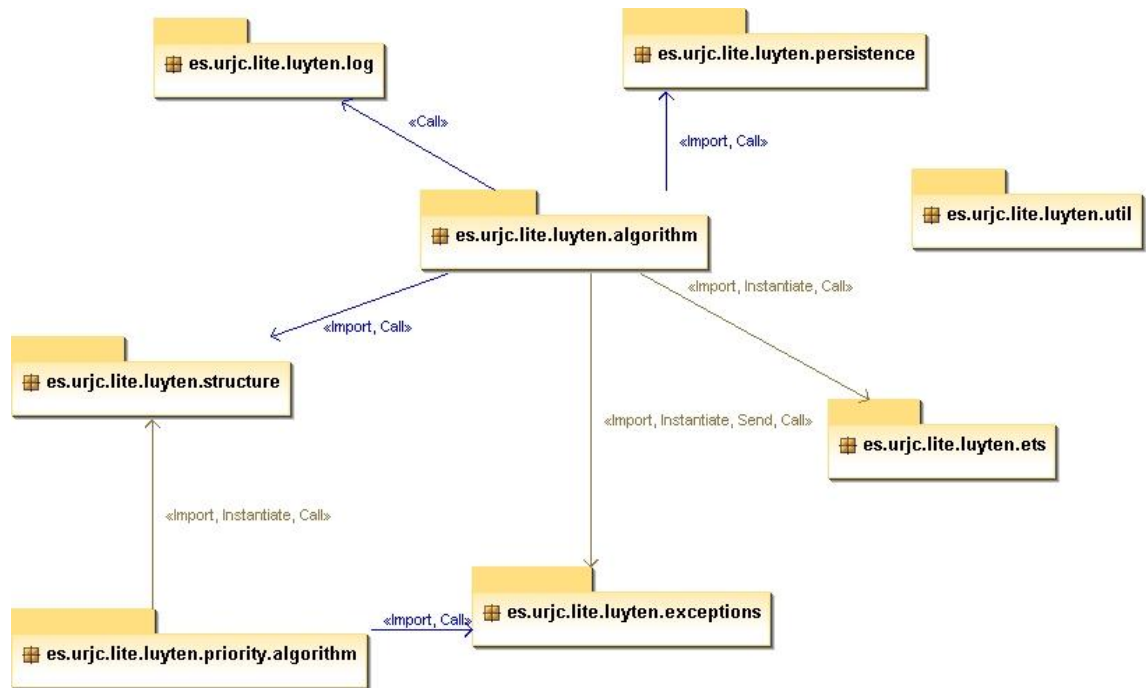 es.urjc.lite.luyten.log
es.urjc.lite.luyten.persistence
«Call»
«Import, Call»
es.urjc.lite.luyten.util
es.urjc.lite.luyten.algorithm
«Import, Instantiate, Call»
«Import, Call»
es.urjc.lite.luyten.structure
«Import, Instantiate, Send, Call»
es.urjc.lite.luyten.ets
«Import, Instantiate, Call»
es.urjc.lite.luyten.exceptions
«Import, Call»
es.urjc.lite.luyten.priority.algorithm